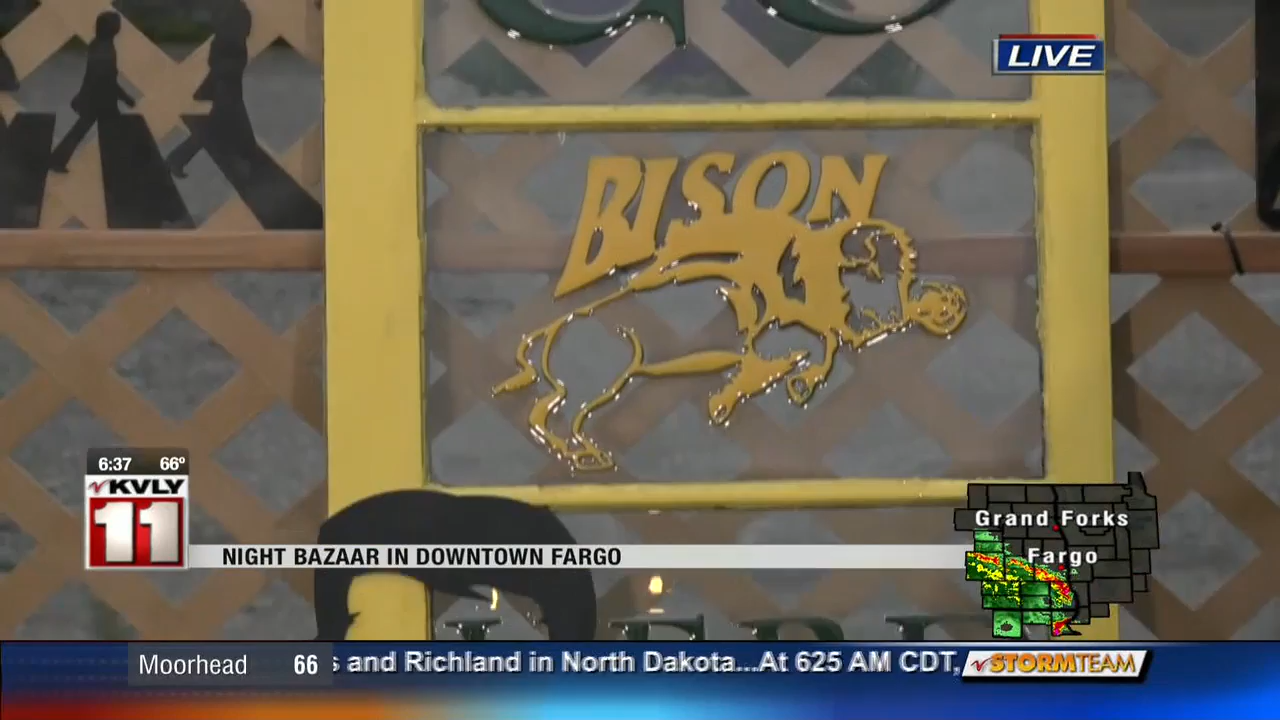 LIVE
BISON
6:37 66º
KVLY
11
NIGHT BAZAAR IN DOWNTOWN FARGO
Grand Forks
Fargo
Moorhead 66 s and Richland in North Dakota...At 625 AM CDT,
STORMTEAM